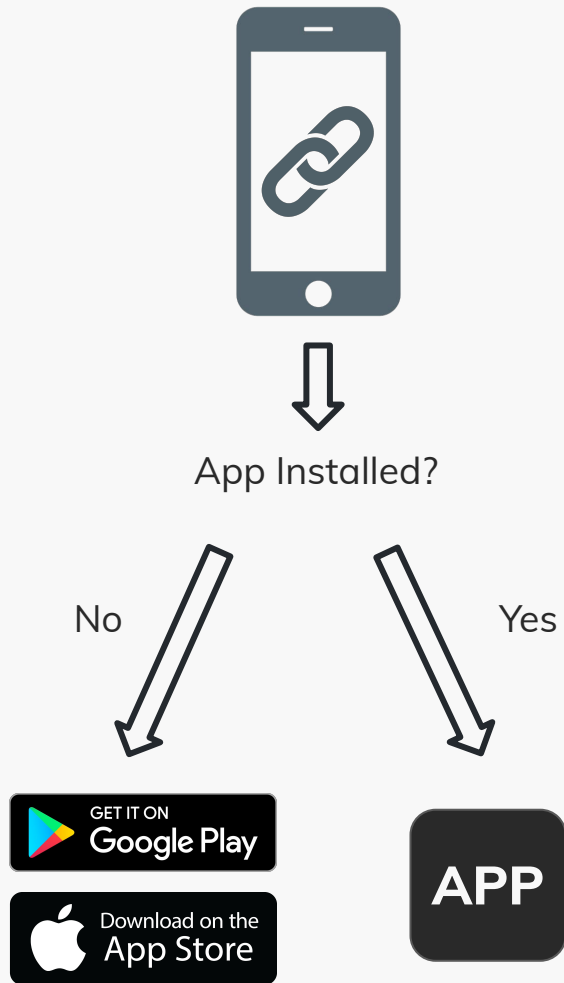 App Installed?
No
Yes
GET IT ON
Google Play
Download on the
App Store
APP